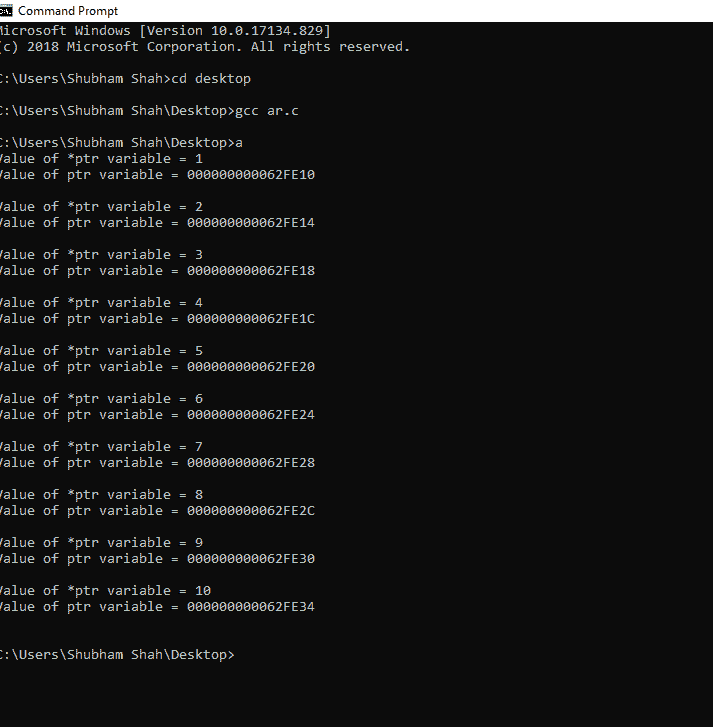 Command Prompt
Microsoft Windows [Version 10.0.17134.829]
(c) 2018 Microsoft Corporation. All rights reserved.
C:\Users\Shubham Shah>cd desktop
C:\Users\Shubham Shah\Desktop>gcc ar.c
C:\Users\Shubham Shah\Desktop>a
Value of *ptr variable = 1
Value of ptr variable = 000000000062FE10
Value of *ptr variable = 2
Value of ptr variable = 000000000062FE14
Value of *ptr variable = 3
Value of ptr variable = 000000000062FE18
Value of *ptr variable = 4
Value of ptr variable = 000000000062FE1C
Value of *ptr variable = 5
Value of ptr variable = 000000000062FE20
Value of *ptr variable = 6
Value of ptr variable = 000000000062FE24
Value of *ptr variable = 7
Value of ptr variable = 000000000062FE28
Value of *ptr variable = 8
Value of ptr variable = 000000000062FE2C
Value of *ptr variable = 9
Value of ptr variable = 000000000062FE30
Value of *ptr variable = 10
Value of ptr variable = 000000000062FE34
C:\Users\Shubham Shah\Desktop>